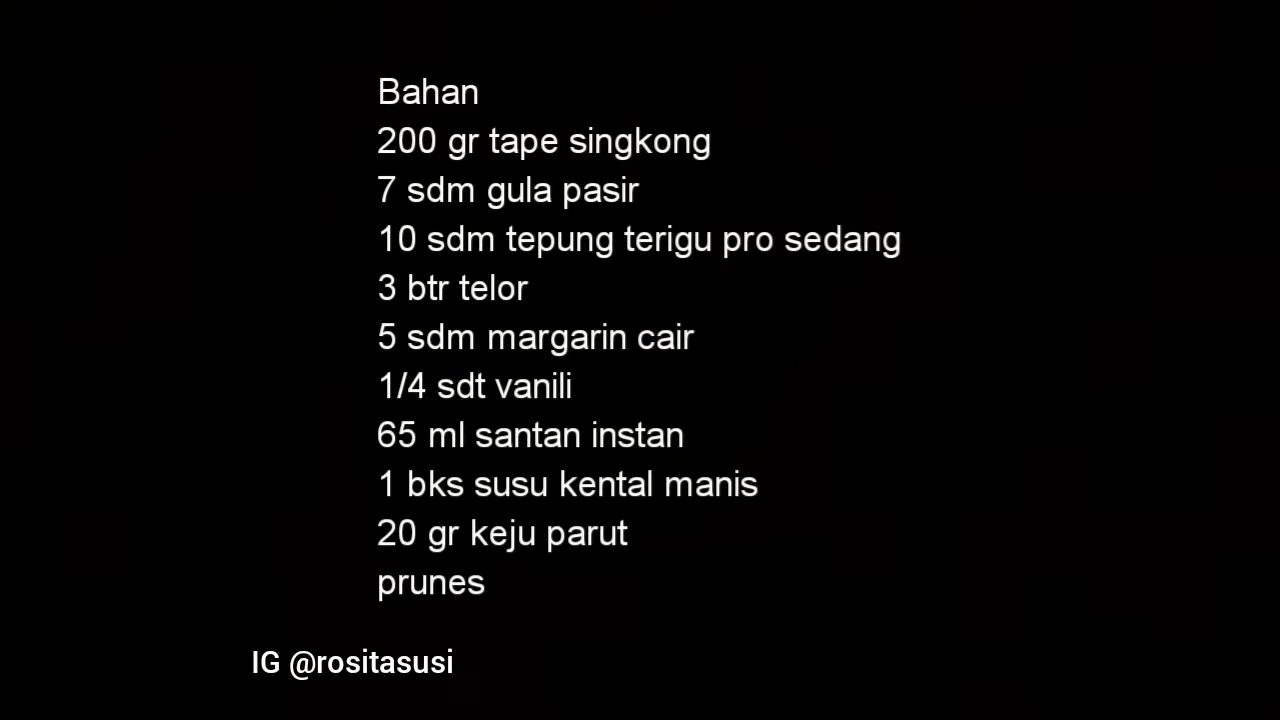 Bahan
200 gr tape singkong
7 sdm gula pasir
10 sdm tepung terigu pro sedang
3 btr telor
5 sdm margarin cair
1/4 sdt vanili
65 ml santan instan
1 bks susu kental manis
20 gr keju parut
prunes
IG @rositasusi